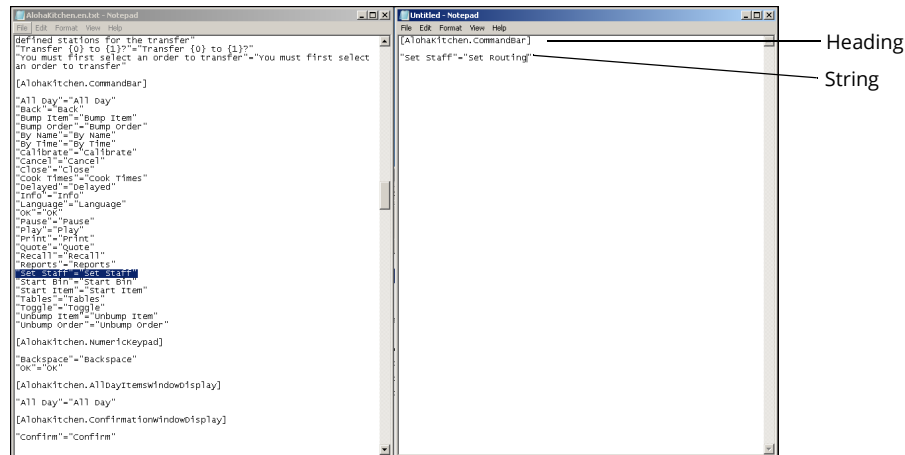 AlohaKitchen.en.txt - Notepad
File Edit Format View Help
defined stations for the transfer"
"Transfer {0} to {1}?"="Transfer {0} to {1}?"
"You must first select an order to transfer"="You must first select
an order to transfer"
[AlohaKitchen.CommandBar]
"All Day"="All Day"
"Back"="Back"
"Bump Item"="Bump Item"
"Bump Order"="Bump Order"
"By Name"="By Name"
"By Time"="By Time"
"Calibrate"="Calibrate"
"Cancel"="Cancel"
"Close"="Close"
"Cook Times"="Cook Times"
"Delayed"="Delayed"
"Info"="Info"
"Language"="Language"
"OK"="OK"
"Pause"="Pause"
"Play"="Play"
"Print"="Print"
"Quote"="Quote"
"Recall"="Recall"
"Reports"="Reports"
"Set Staff"="Set Staff"
"Start Bin"="Start Bin"
"Start Item"="Start Item"
"Tables"="Tables"
"Toggle"="Toggle"
"Unbump Item"="Unbump Item"
"Unbump Order"="Unbump Order"
[AlohaKitchen.NumericKeypad]
"Backspace"="Backspace"
"OK"="OK"
[AlohaKitchen.AllDayItemsWindowDisplay]
"All Day"="All Day"
[AlohaKitchen.ConfirmationWindowDisplay]
"Confirm"="Confirm"
Untitled - Notepad
File Edit Format View Help
[AlohaKitchen.CommandBar]
"Set Staff"="Set Routing"
Heading
String